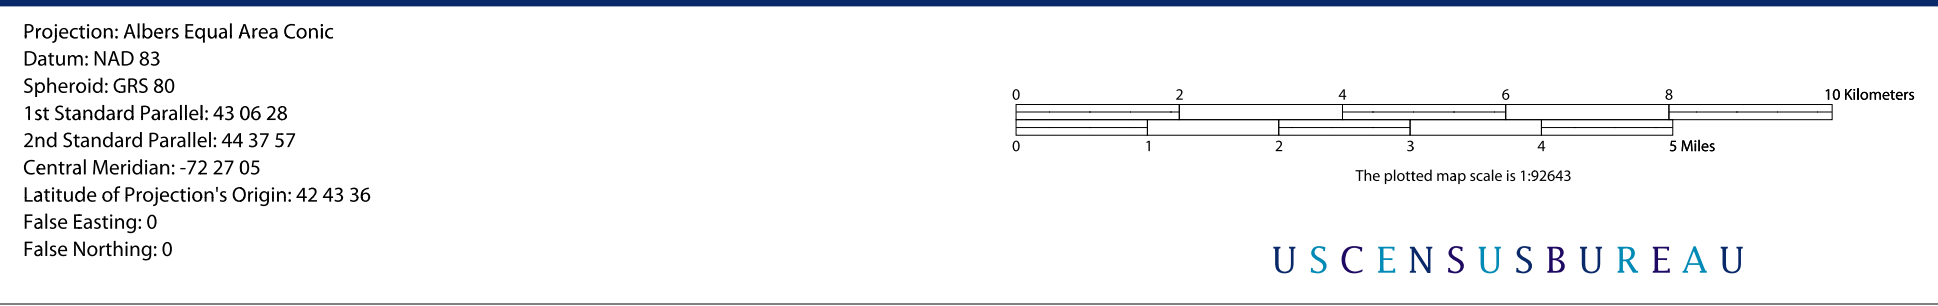 Projection: Albers Equal Area Conic
Datum: NAD 83
Spheroid: GRS 80
1st Standard Parallel: 43 06 28
2nd Standard Parallel: 44 37 57
Central Meridian: -72 27 05
Latitude of Projection's Origin: 42 43 36
False Easting: 0
False Northing: 0
0 2 4 6 8 10 Kilometers
0 1 2 3 4 5 Miles
The plotted map scale is 1:92643
USCENSUSBUREAU